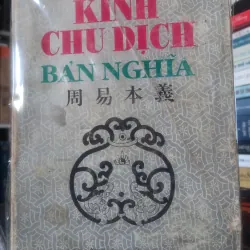 KINH
CHU DỊCH
BẢN NGHĨA
周易本義